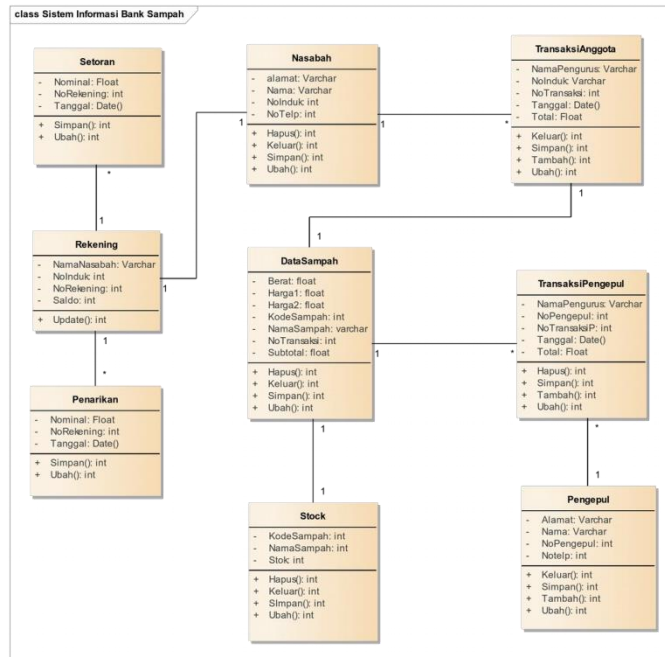 class Sistem Informasi Bank Sampah
Setoran
- Nominal: Float
- NoRekening: int
- Tanggal: Date()
+ Simpan(): int
+ Ubah(): int
Nasabah
- alamat: Varchar
- Nama: Varchar
- NoInduk: int
- NoTelp: int
+ Hapus(): int
+ Keluar(): int
+ Simpan(): int
+ Ubah(): int
TransaksiAnggota
- NamaPengurus: Varchar
- NoInduk: Varchar
- NoTransaksi: int
- Tanggal: Date()
- Total: Float
+ Keluar(): int
+ Simpan(): int
+ Tambah(): int
+ Ubah(): int
1
1
*
*
1
1
1
1
Rekening
- NamaNasabah: Varchar
- NoInduk: int
- NoRekening: int
- Saldo: int
+ Update(): int
1
*
DataSampah
- Berat: float
- Harga1: float
- Harga2: float
- KodeSampah: int
- NamaSampah: varchar
- NoTransaksi: int
- Subtotal: float
+ Hapus(): int
+ Keluar(): int
+ Simpan(): int
+ Ubah(): int
1
*
TransaksiPengepul
- NamaPengurus: Varchar
- NoPengepul: int
- NoTransaksiP: int
- Tanggal: Date()
- Total: Float
+ Hapus(): int
+ Simpan(): int
+ Tambah(): int
+ Ubah(): int
Penarikan
- Nominal: Float
- NoRekening: int
- Tanggal: Date()
+ Simpan(): int
+ Ubah(): int
1
1
*
1
Stock
- KodeSampah: int
- NamaSampah: int
- Stok: int
+ Hapus(): int
+ Keluar(): int
+ SImpan(): int
+ Ubah(): int
Pengepul
- Alamat: Varchar
- Nama: Varchar
- NoPengepul: int
- Notelp: int
+ Keluar(): int
+ Simpan(): int
+ Tambah(): int
+ Ubah(): int